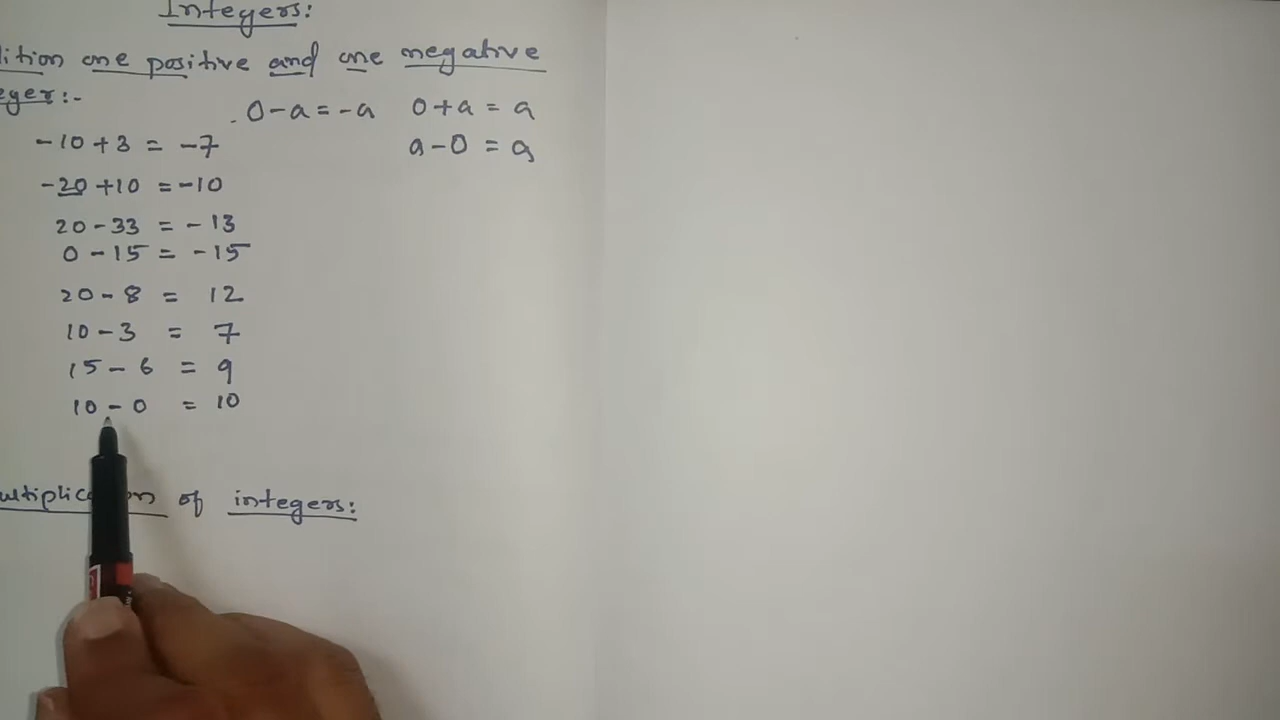 Integers:
dition one positive and one negative
eger:-
0-a=-a 0+a = a
-10+3 = -7
a-0 = a
-20+10 =-10
20-33 = -13
0-15 = -15
20-8 = 12
10-3 = 7
15-6 = 9
10-0 = 10
of integers: